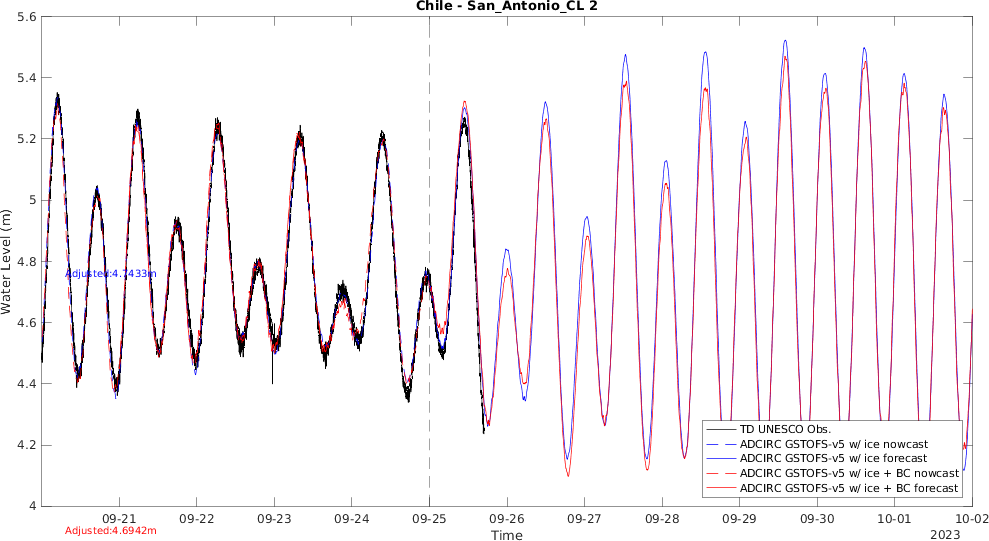 Chile - San_Antonio_CL 2
5.6
5.4
5.2
5
4.8
4.6
4.4
4.2
4
Water Level (m)
Adjusted:4.7433m
Adjusted:4.6942m
TD UNESCO Obs.
ADCIRC GSTOFS-v5 w/ ice nowcast
ADCIRC GSTOFS-v5 w/ ice forecast
ADCIRC GSTOFS-v5 w/ ice + BC nowcast
ADCIRC GSTOFS-v5 w/ ice + BC forecast
09-21 09-22 09-23 09-24 09-25 09-26 09-27 09-28 09-29 09-30 10-01 10-02
2023
Time